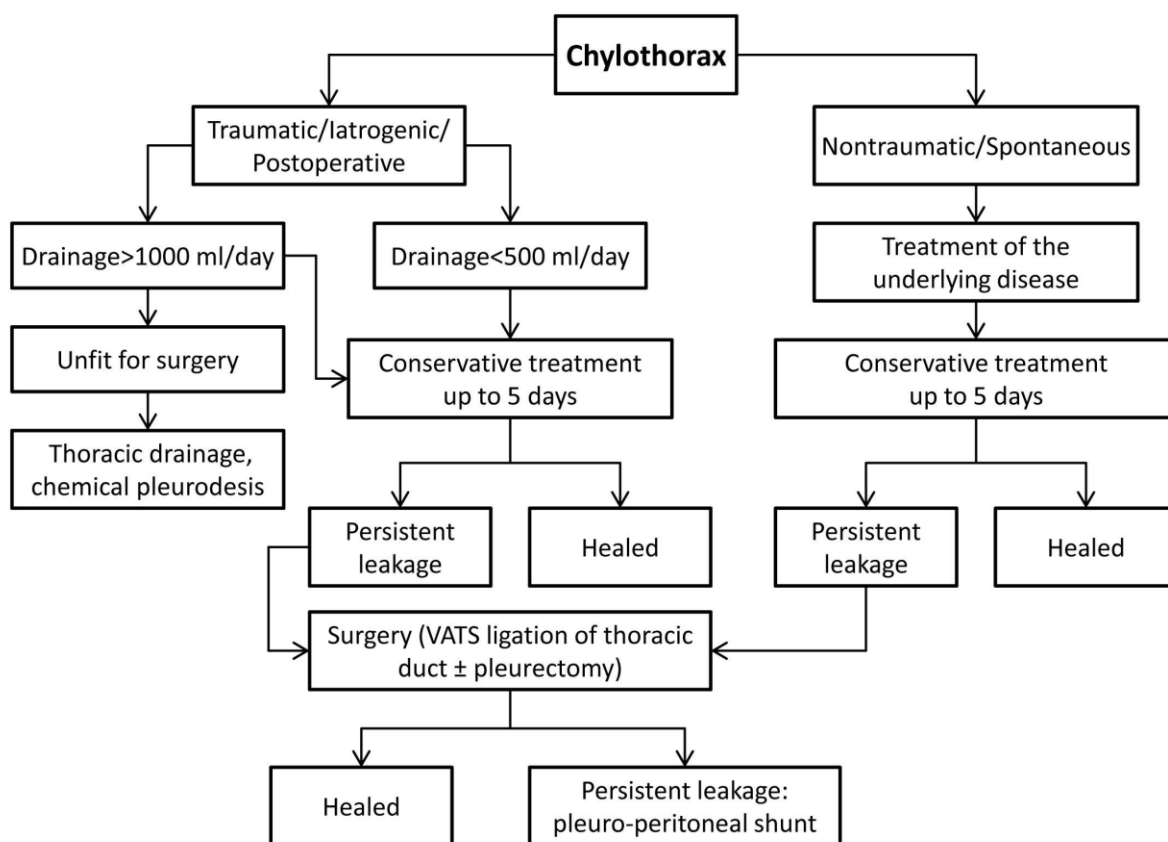 Chylothorax
Traumatic/Iatrogenic/
Postoperative
Nontraumatic/Spontaneous
Drainage>1000 ml/day
Drainage<500 ml/day
Treatment of the
underlying disease
Unfit for surgery
Conservative treatment
up to 5 days
Conservative treatment
up to 5 days
Thoracic drainage,
chemical pleurodesis
Persistent
leakage
Healed
Persistent
leakage
Healed
Surgery (VATS ligation of thoracic
duct ± pleurectomy)
Healed
Persistent leakage:
pleuro-peritoneal shunt